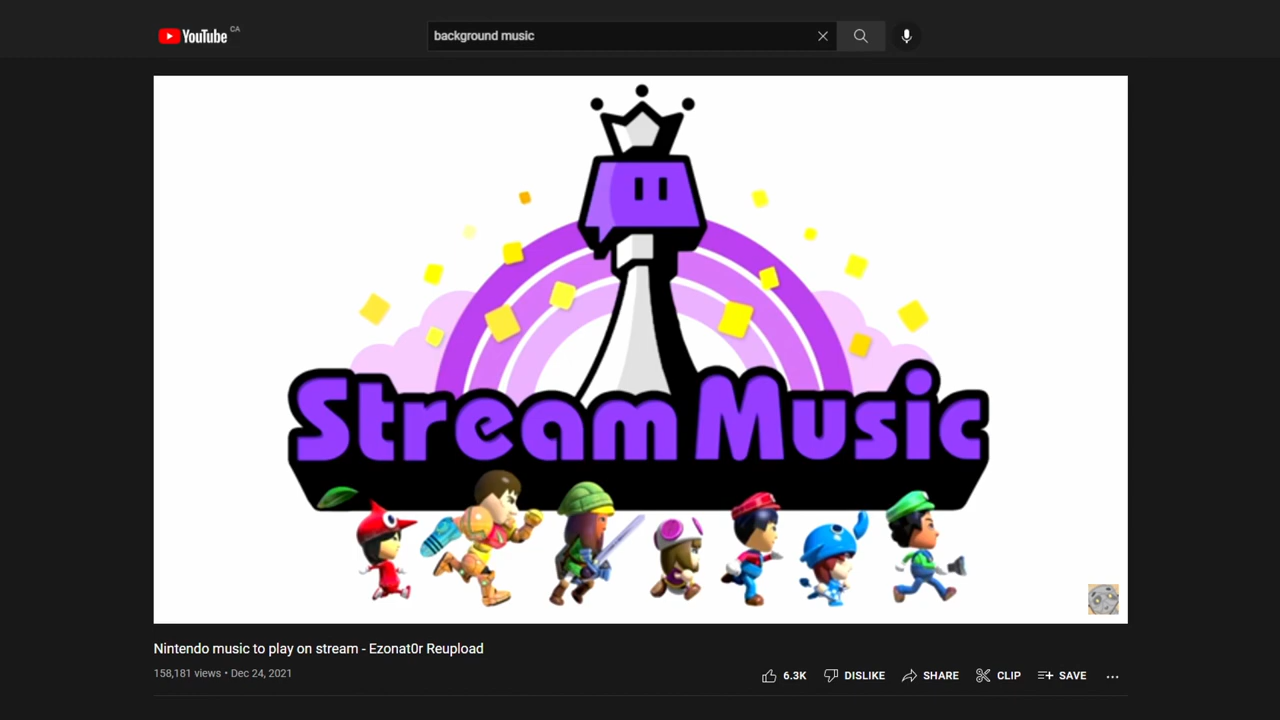 YouTube CA
background music
Stream Music
Nintendo music to play on stream - Ezonat0r Reupload
158,181 views • Dec 24, 2021
6.3K DISLIKE SHARE CLIP SAVE ...